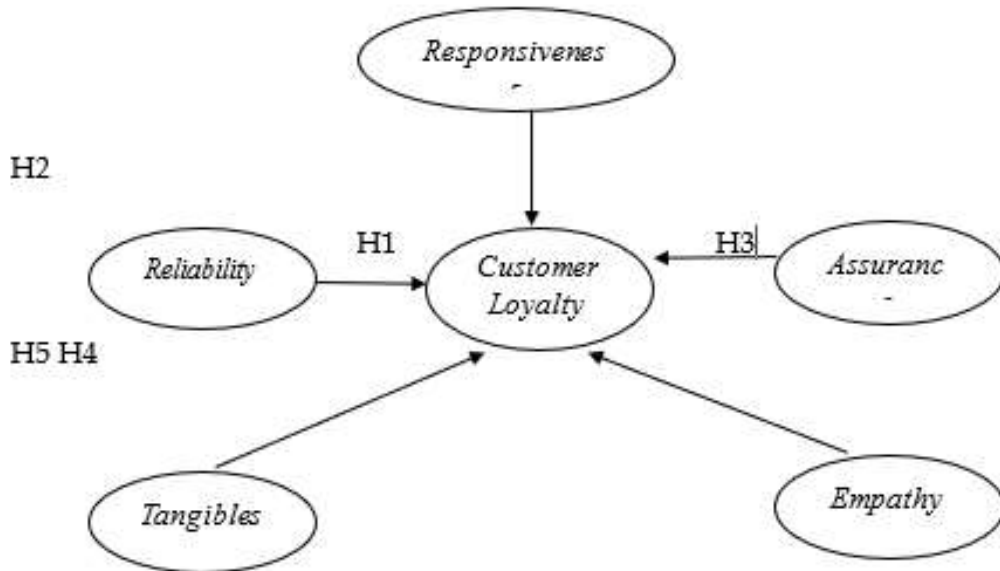 Responsivenes
H2
H1
H3
Reliability
Customer
Loyalty
Assuranc
H5 H4
Tangibles
Empathy